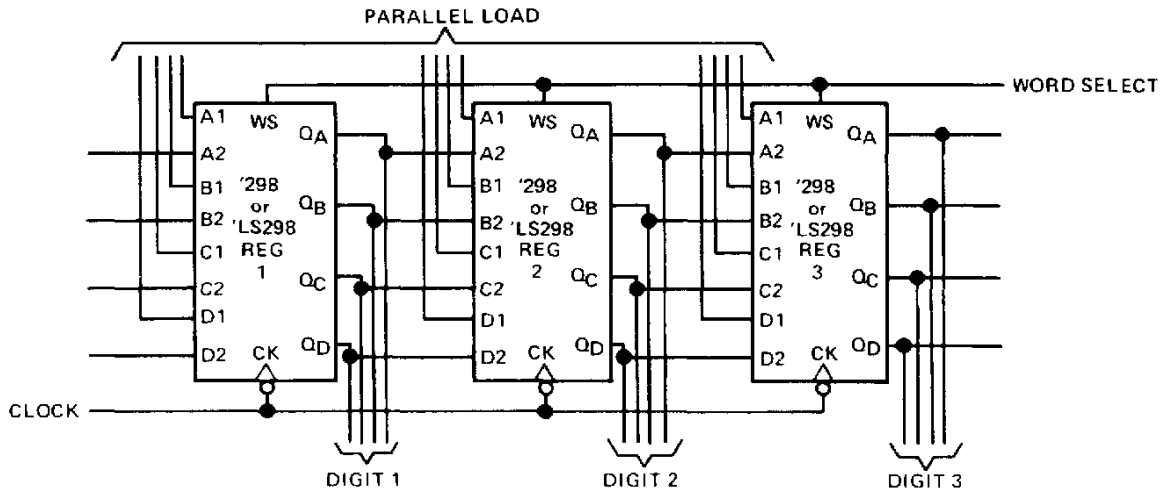 PARALLEL LOAD
WORD SELECT
A1
WS
QA
A2
B1
'298
or
'LS298
REG
1
QB
B2
C1
QC
C2
D1
QD
D2
CK
A1
WS
QA
A2
B1
'298
or
'LS298
REG
2
QB
B2
C1
QC
C2
D1
QD
D2
CK
A1
WS
QA
A2
B1
'298
or
'LS298
REG
3
QB
B2
C1
QC
C2
D1
QD
D2
CK
CLOCK
DIGIT 1
DIGIT 2
DIGIT 3